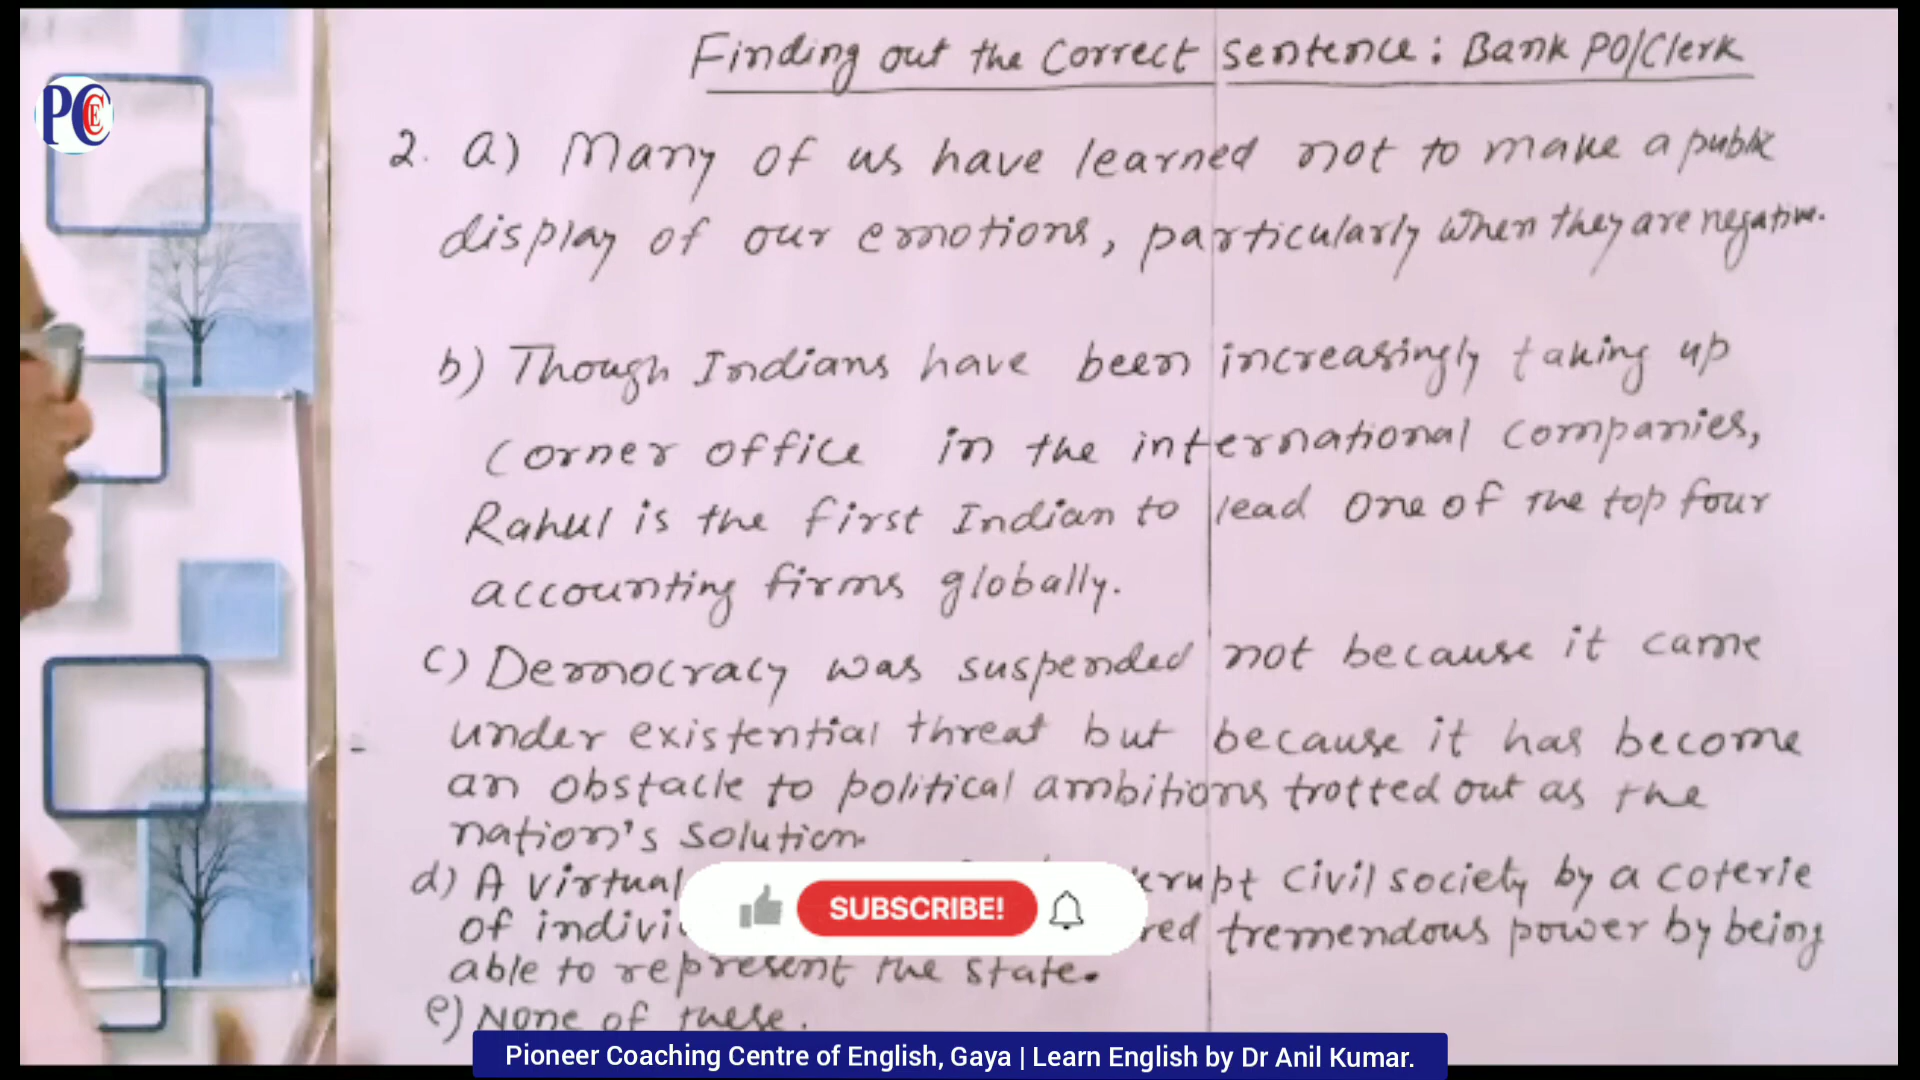 PCCE
Finding out the Correct Sentence: Bank PO/Clerk
2. a) Many of us have learned not to make a public
display of our emotions, particularly when they are negative.
b) Though Indians have been increasingly taking up
corner office in the international companies,
Rahul is the first Indian to lead one of the top four
accounting firms globally.
c) Democracy was suspended not because it came
under existential threat but because it has become
an obstacle to political ambitions trotted out as the
nation's solution.
d) A virtual civil society by a coterie
of tremendous power by being
able to represent the state.
e) None of these.
SUBSCRIBE!
Pioneer Coaching Centre of English, Gaya | Learn English by Dr Anil Kumar.